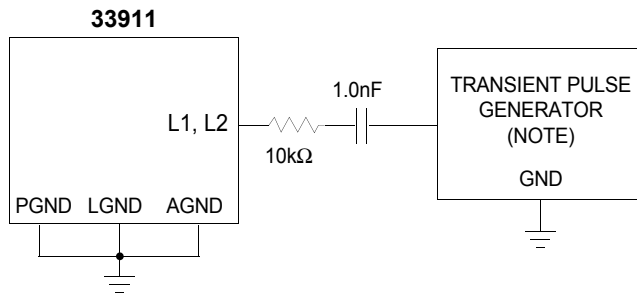 33911
1.0nF
TRANSIENT PULSE
GENERATOR
(NOTE)
L1, L2
10kΩ
GND
PGND LGND AGND